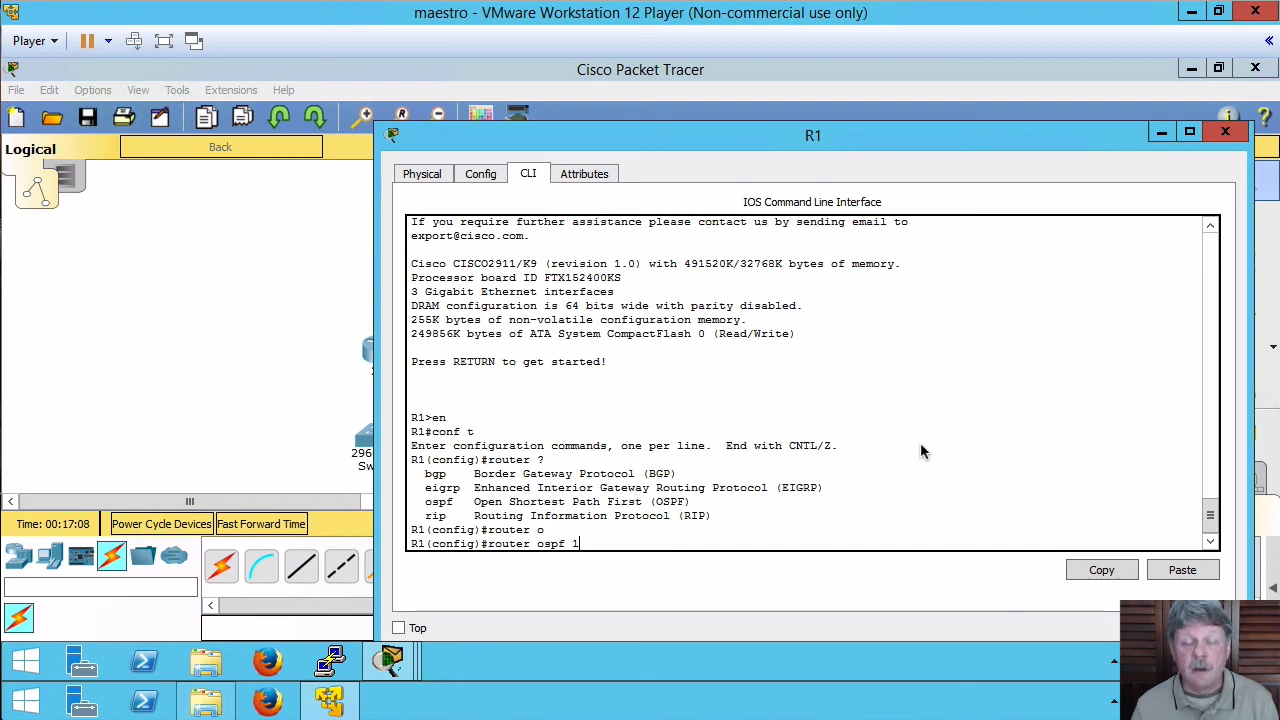 maestro - VMware Workstation 12 Player (Non-commercial use only)
Player
Cisco Packet Tracer
File Edit Options View Tools Extensions Help
Logical
Back
R1
Physical Config CLI Attributes
IOS Command Line Interface
If you require further assistance please contact us by sending email to
export@cisco.com.
Cisco CISCO2911/K9 (revision 1.0) with 491520K/32768K bytes of memory.
Processor board ID FTX152400KS
3 Gigabit Ethernet interfaces
DRAM configuration is 64 bits wide with parity disabled.
255K bytes of non-volatile configuration memory.
249856K bytes of ATA System CompactFlash 0 (Read/Write)
Press RETURN to get started!
R1>en
R1#conf t
Enter configuration commands, one per line.  End with CNTL/Z.
R1(config)#router ?
bgp Border Gateway Protocol (BGP)
eigrp Enhanced Interior Gateway Routing Protocol (EIGRP)
ospf Open Shortest Path First (OSPF)
rip Routing Information Protocol (RIP)
R1(config)#router o
R1(config)#router ospf 1
296
Sw
Time: 00:17:08 Power Cycle Devices Fast Forward Time
Copy Paste
Top